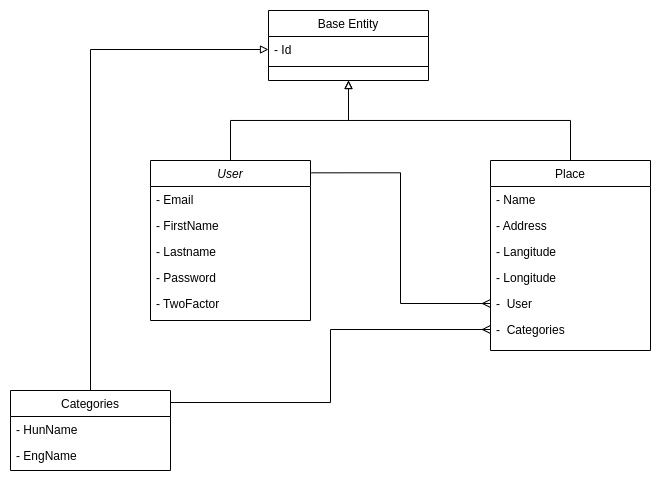 Base Entity
- Id
User
- Email
- FirstName
- Lastname
- Password
- TwoFactor
Place
- Name
- Address
- Langitude
- Longitude
- User
- Categories
Categories
- HunName
- EngName